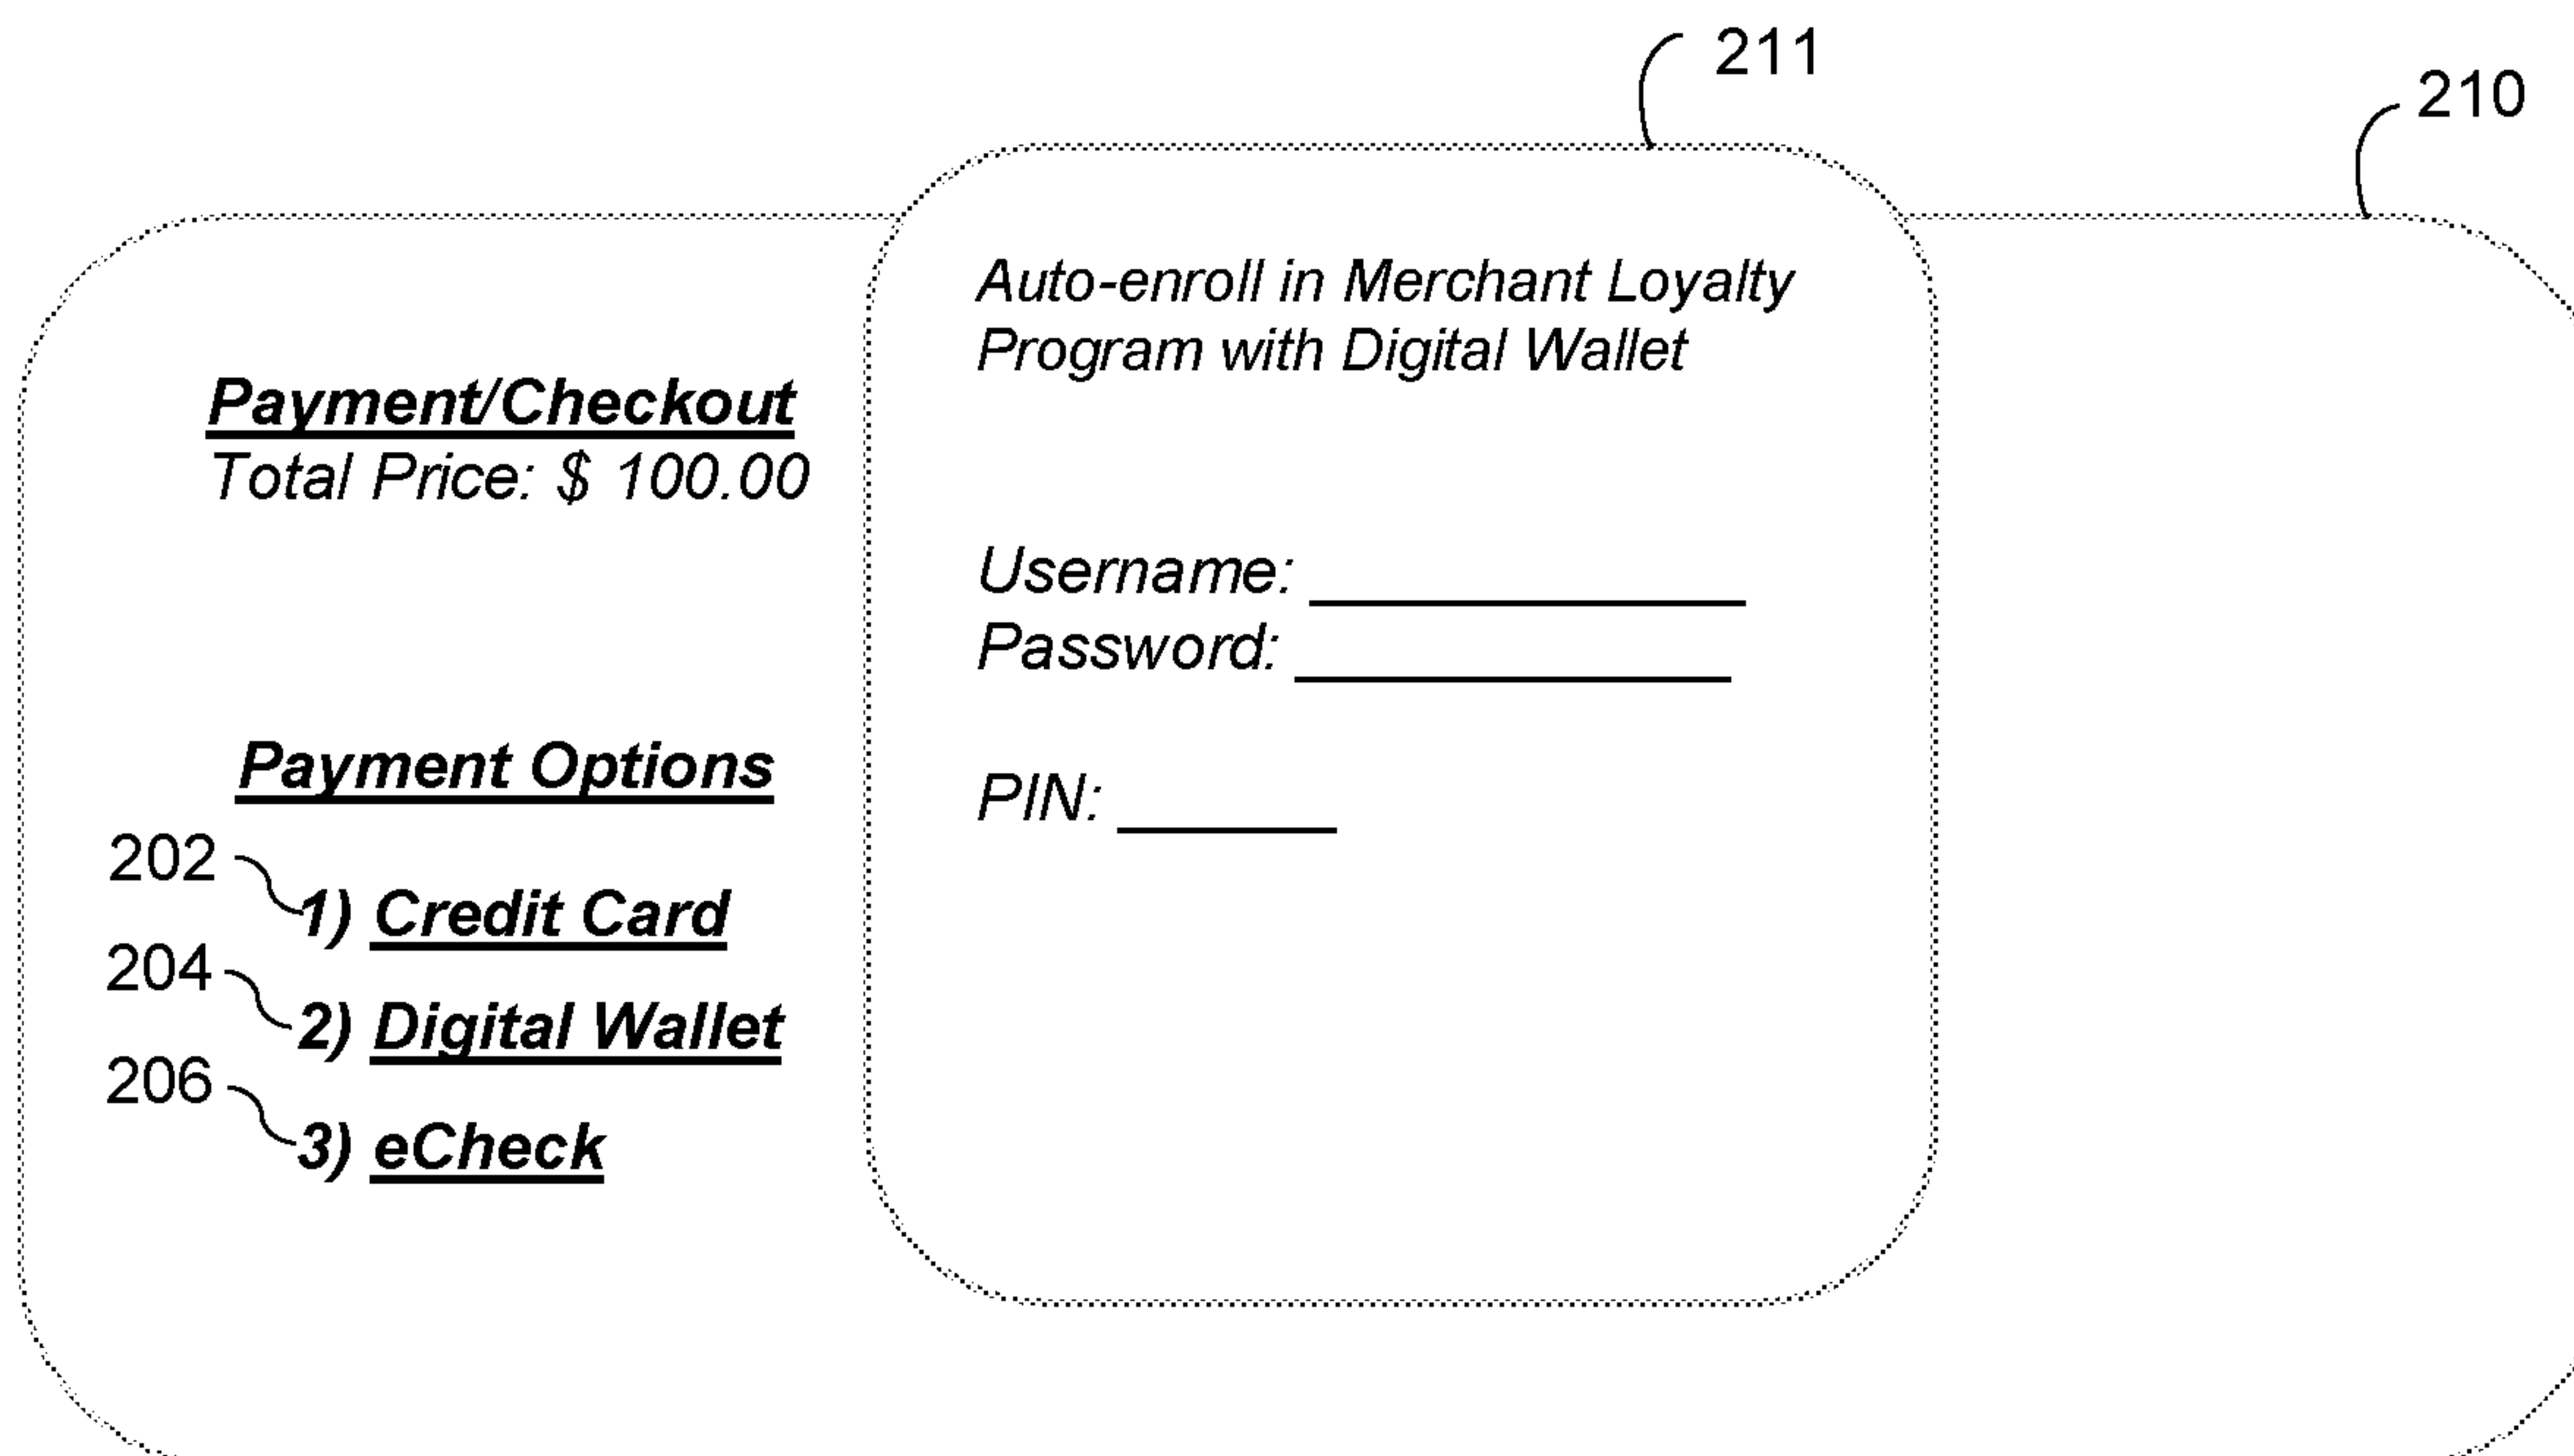 211
210
Auto-enroll in Merchant Loyalty
Program with Digital Wallet
Payment/Checkout
Total Price: $ 100.00
Username: ____________
Password: ____________
PIN: ______
Payment Options
202
1) Credit Card
204
2) Digital Wallet
206
3) eCheck